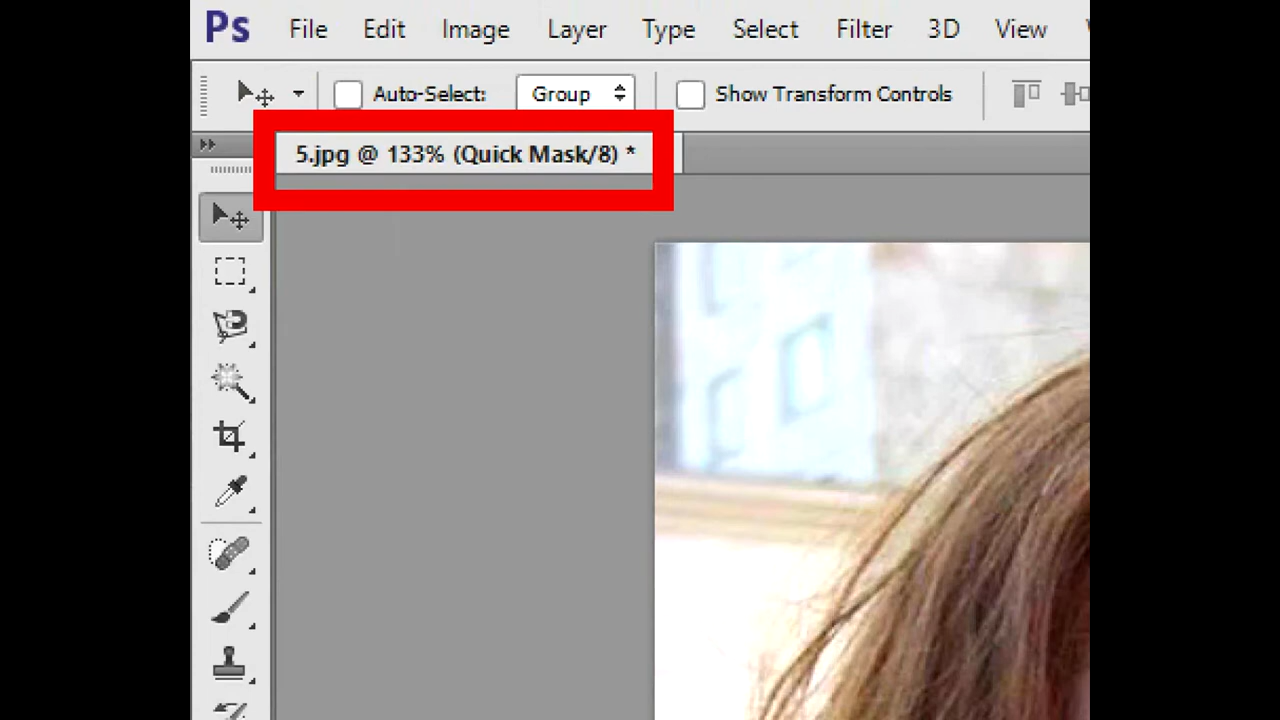 Ps File Edit Image Layer Type Select Filter 3D View
Auto-Select: Group Show Transform Controls
5.jpg @ 133% (Quick Mask/8) *